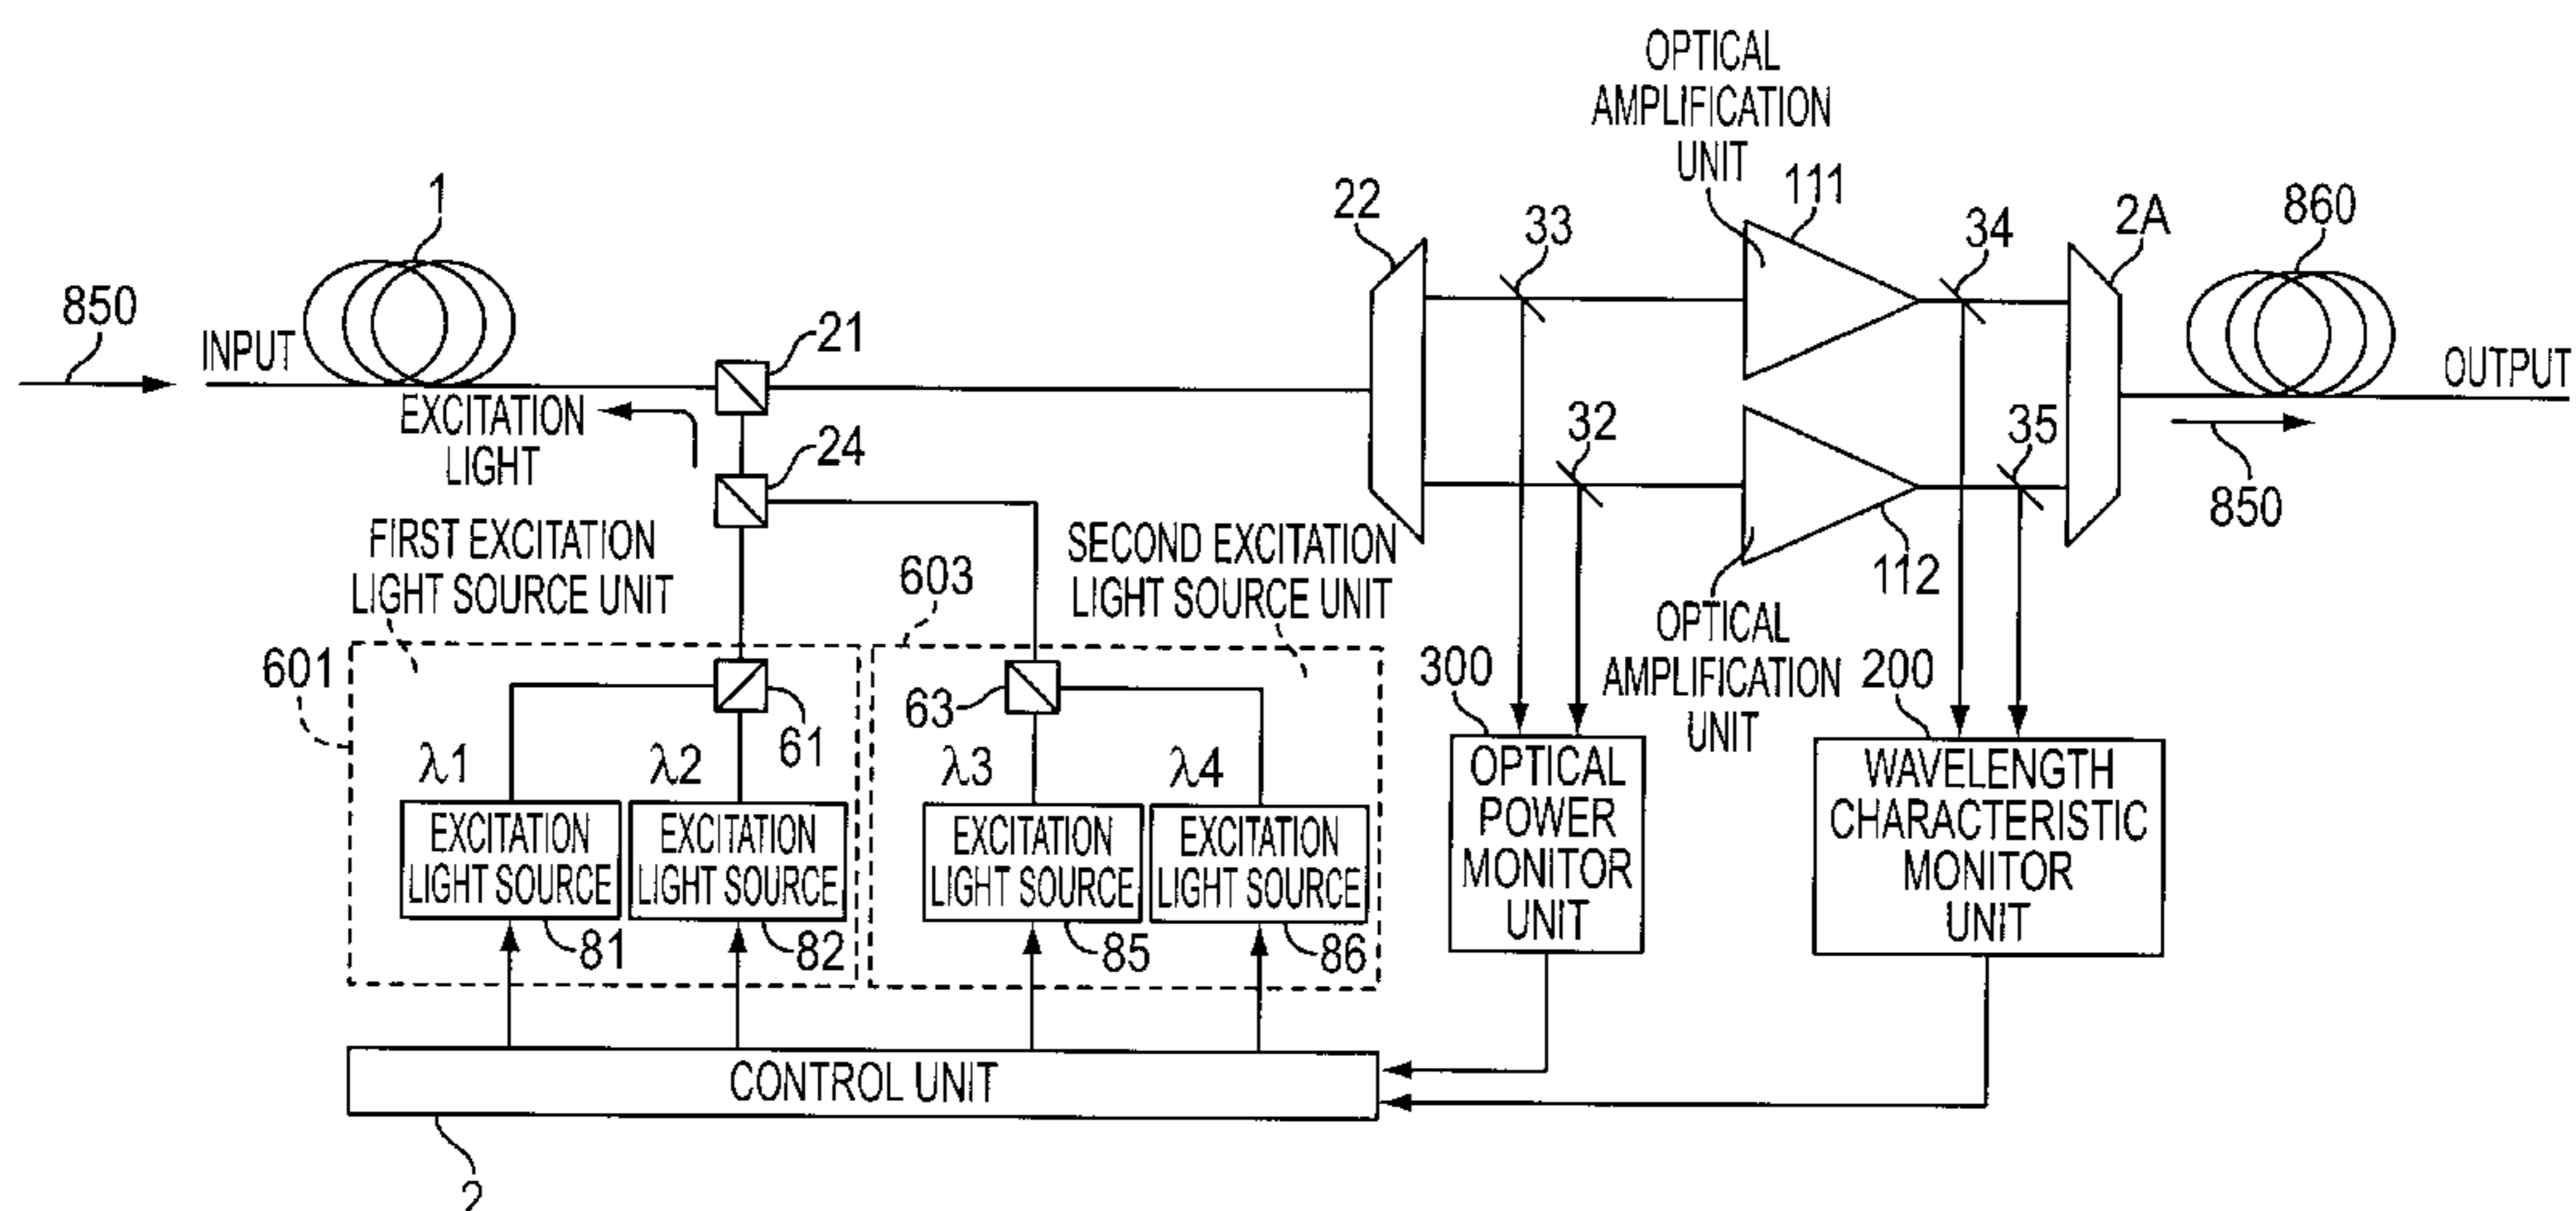 OPTICAL
AMPLIFICATION
UNIT
111
1
22
33
34
2A
860
850
INPUT
21
OUTPUT
EXCITATION
LIGHT
24
32
35
850
FIRST EXCITATION
LIGHT SOURCE UNIT
603
SECOND EXCITATION
LIGHT SOURCE UNIT
112
OPTICAL
AMPLIFICATION
UNIT
601
63
61
300
200
λ1
λ2
λ3
λ4
EXCITATION
LIGHT SOURCE
EXCITATION
LIGHT SOURCE
EXCITATION
LIGHT SOURCE
EXCITATION
LIGHT SOURCE
OPTICAL
POWER
MONITOR
UNIT
WAVELENGTH
CHARACTERISTIC
MONITOR
UNIT
81
82
85
86
CONTROL UNIT
2